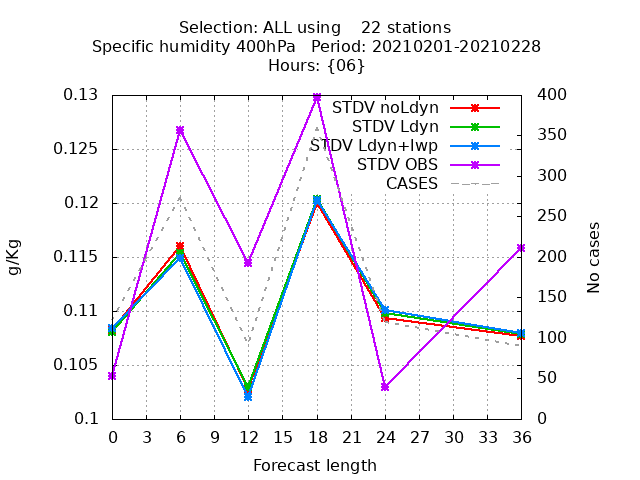 Selection: ALL using    22 stations
Specific humidity 400hPa   Period: 20210201-20210228
Hours: {06}
0.13
0.125
0.12
0.115
0.11
0.105
0.1
g/Kg
STDV noLdyn
STDV Ldyn
STDV Ldyn+Iwp
STDV OBS
CASES
400
350
300
250
200
150
100
50
0
No cases
0 3 6 9 12 15 18 21 24 27 30 33 36
Forecast length